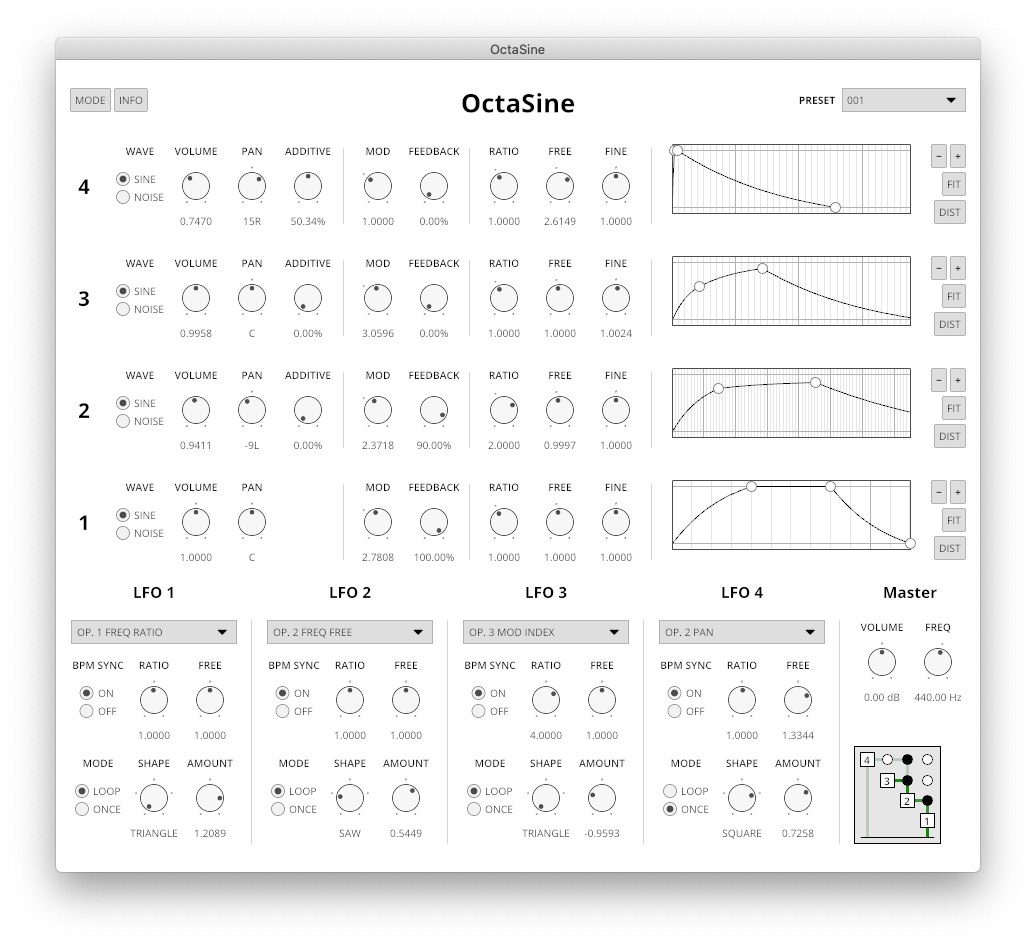 OctaSine
MODE INFO OctaSine PRESET 001
WAVE VOLUME PAN ADDITIVE MOD FEEDBACK RATIO FREE FINE - +
4 SINE FIT
NOISE DIST
0.7470 15R 50.34% 1.0000 0.00% 1.0000 2.6149 1.0000
WAVE VOLUME PAN ADDITIVE MOD FEEDBACK RATIO FREE FINE - +
3 SINE FIT
NOISE DIST
0.9958 C 0.00% 3.0596 0.00% 1.0000 1.0000 1.0024
WAVE VOLUME PAN ADDITIVE MOD FEEDBACK RATIO FREE FINE - +
2 SINE FIT
NOISE DIST
0.9411 -9L 0.00% 2.3718 90.00% 2.0000 0.9997 1.0000
WAVE VOLUME PAN MOD FEEDBACK RATIO FREE FINE - +
1 SINE FIT
NOISE DIST
1.0000 C 2.7808 100.00% 1.0000 1.0000 1.0000
LFO 1 LFO 2 LFO 3 LFO 4 Master
OP. 1 FREQ RATIO OP. 2 FREQ FREE OP. 3 MOD INDEX OP. 2 PAN VOLUME FREQ
BPM SYNC RATIO FREE BPM SYNC RATIO FREE BPM SYNC RATIO FREE BPM SYNC RATIO FREE
ON ON ON ON 0.00 dB 440.00 Hz
OFF OFF OFF OFF
1.0000 1.0000 1.0000 1.0000 4.0000 1.0000 1.0000 1.3344
MODE SHAPE AMOUNT MODE SHAPE AMOUNT MODE SHAPE AMOUNT MODE SHAPE AMOUNT 4
LOOP LOOP LOOP LOOP 3
ONCE ONCE ONCE ONCE 2
TRIANGLE 1.2089 SAW 0.5449 TRIANGLE -0.9593 SQUARE 0.7258 1